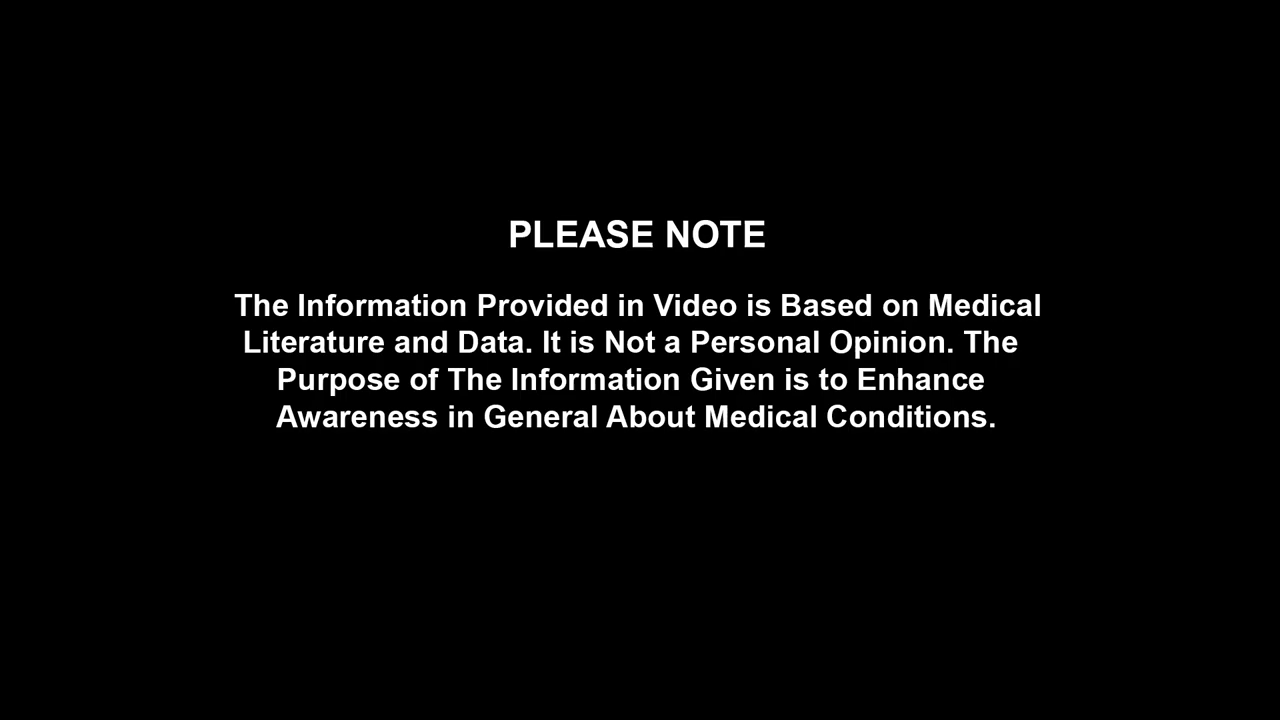 PLEASE NOTE
The Information Provided in Video is Based on Medical
Literature and Data. It is Not a Personal Opinion. The
Purpose of The Information Given is to Enhance
Awareness in General About Medical Conditions.